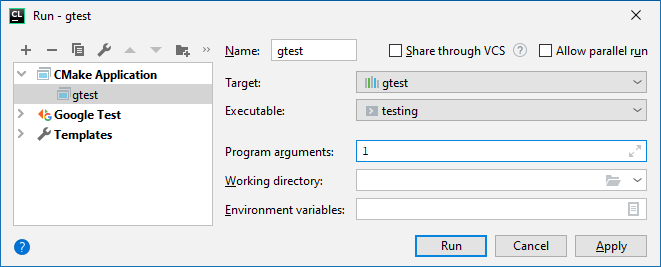 CL Run - gtest
Name: gtest Share through VCS ? Allow parallel run
CMake Application
gtest
Google Test
Templates
Target: gtest
Executable: testing
Program arguments: 1
Working directory:
Environment variables:
? Run Cancel Apply